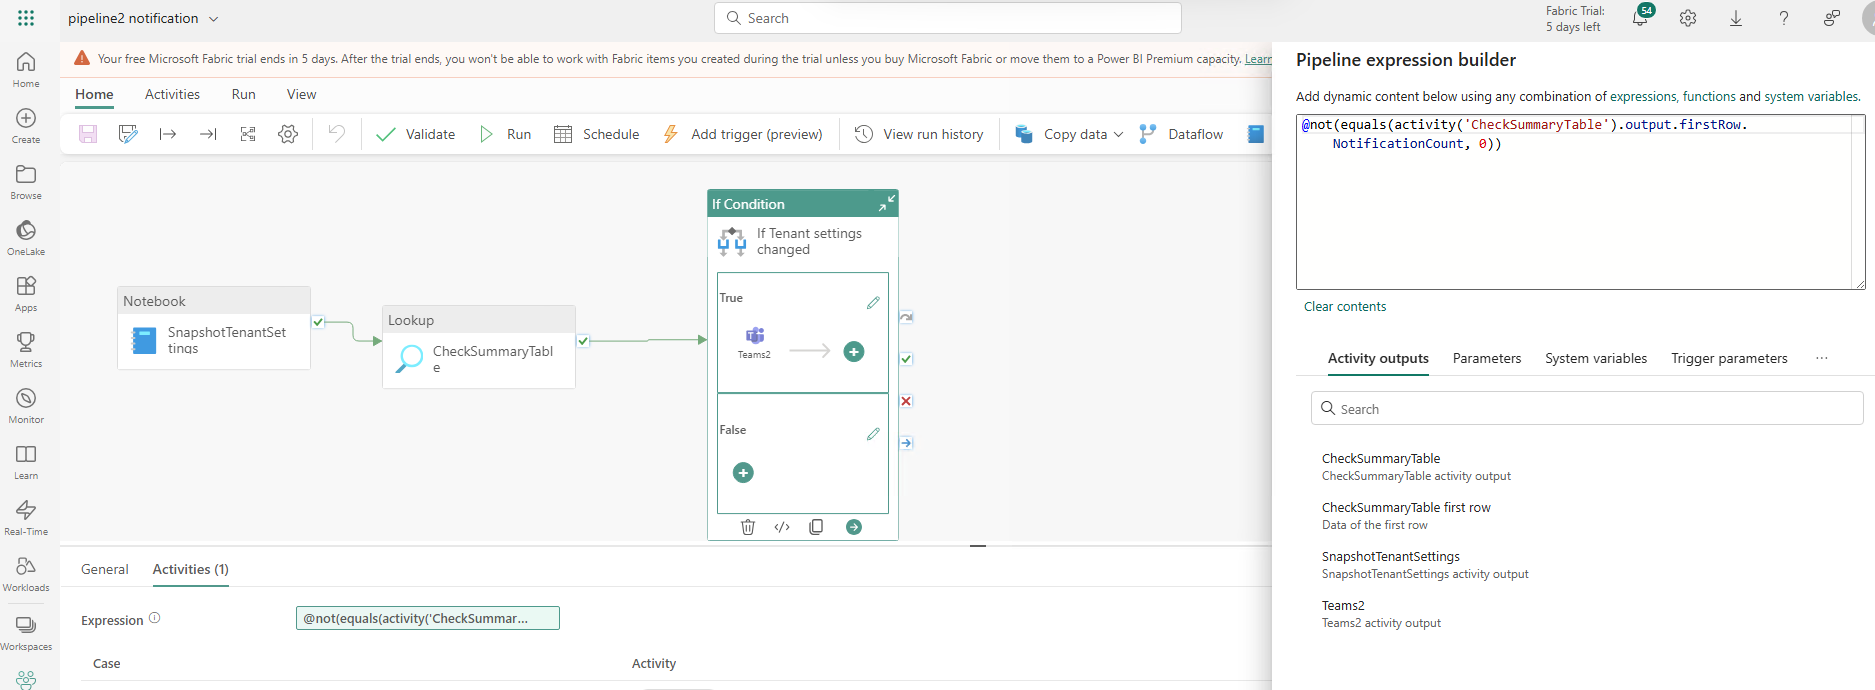 pipeline2 notification
Search
Fabric Trial:
5 days left
54
Your free Microsoft Fabric trial ends in 5 days. After the trial ends, you won't be able to work with Fabric items you created during the trial unless you buy Microsoft Fabric or move them to a Power BI Premium capacity. Learn
Home
Create
Browse
OneLake
Apps
Metrics
Monitor
Learn
Real-Time
Workloads
Workspaces
Home Activities Run View
Validate Run Schedule Add trigger (preview) View run history Copy data Dataflow
Notebook
SnapshotTenantSet
tings
Lookup
CheckSummaryTabl
e
If Condition
If Tenant settings
changed
True
Teams2
False
General Activities (1)
Expression
@not(equals(activity('CheckSummar...
Case Activity
Pipeline expression builder
Add dynamic content below using any combination of expressions, functions and system variables.
@not(equals(activity('CheckSummaryTable').output.firstRow.
NotificationCount, 0))
Clear contents
Activity outputs Parameters System variables Trigger parameters ...
Search
CheckSummaryTable
CheckSummaryTable activity output
CheckSummaryTable first row
Data of the first row
SnapshotTenantSettings
SnapshotTenantSettings activity output
Teams2
Teams2 activity output